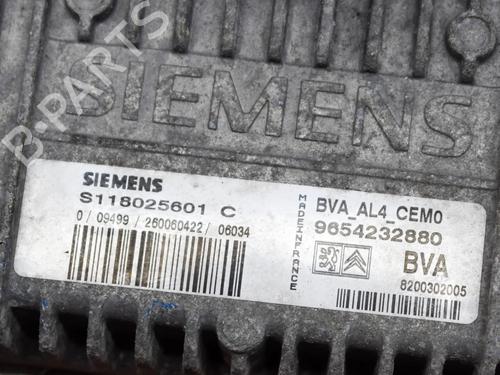 SIEMENS
B-PARTS
SIEMENS
S118025601 C
0 / 09499 / 260060422 / 06034
MADE IN FRANCE
BVA_AL4_CEM0
9654232880
BVA
8200302005